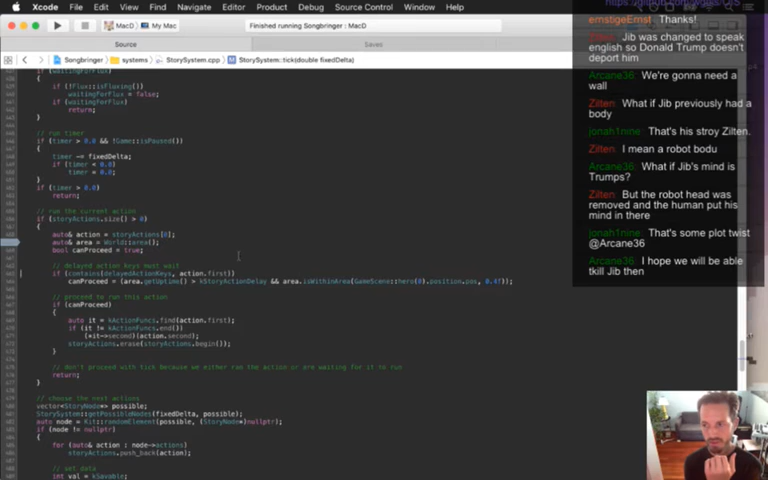 Xcode File Edit View Find Navigate Editor Product Debug Source Control Window Help
MacD My Mac
Finished running Songbringer : MacD
Source Saves
Songbringer systems StorySystem.cpp StorySystem::tick(double fixedDelta)
if (waitingForFlux)
{
if (!Flux::isFluxing())
waitingForFlux = false;
if (waitingForFlux)
return;
}
// run timer
if (timer > 0.0 && !Game::isPaused())
{
timer -= fixedDelta;
if (timer < 0.0)
timer = 0.0;
}
if (timer > 0.0)
return;
// run the current action
if (storyActions.size() > 0)
{
auto& action = storyActions[0];
auto& area = World::area();
bool canProceed = true;
// delayed action keys must wait
if (contains(delayedActionKeys, action.first))
canProceed = (area.getUptime() > kStoryActionDelay && area.isWithinArea(GameScene::hero(0).position.pos, 0.4f));
// proceed to run this action
if (canProceed)
{
auto it = kActionFuncs.find(action.first);
if (it != kActionFuncs.end())
(*it->second)(action.second);
storyActions.erase(storyActions.begin());
}
// don't proceed with tick because we either ran the action or are waiting for it to run
return;
}
// choose the next actions
vector<StoryNode*> possible;
StorySystem::getPossibleNodes(fixedDelta, possible);
auto node = Kit::randomElement(possible, (StoryNode*)nullptr);
if (node != nullptr)
{
for (auto& action : node->actions)
storyActions.push_back(action);
// set data
int val = kSavable;
ernstigeErnst: Thanks!
Zilten: Jib was changed to speak
english so Donald Trump doesn't
deport him
Arcane36: We're gonna need a
wall
Zilten: What if Jib previously had a
body
jonah1nine: That's his stroy Zilten.
Zilten: I mean a robot bodu
Arcane36: What if Jib's mind is
Trumps?
Zilten: But the robot head was
removed and the human put his
mind in there
jonah1nine: That's some plot twist
@Arcane36
Arcane36: I hope we will be able
tkill Jib then